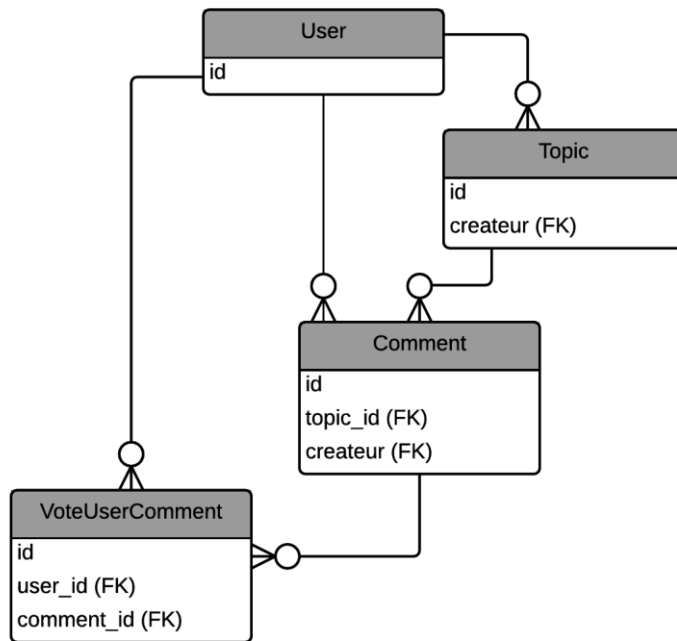 User
id
Topic
id
createur (FK)
Comment
id
topic_id (FK)
createur (FK)
VoteUserComment
id
user_id (FK)
comment_id (FK)